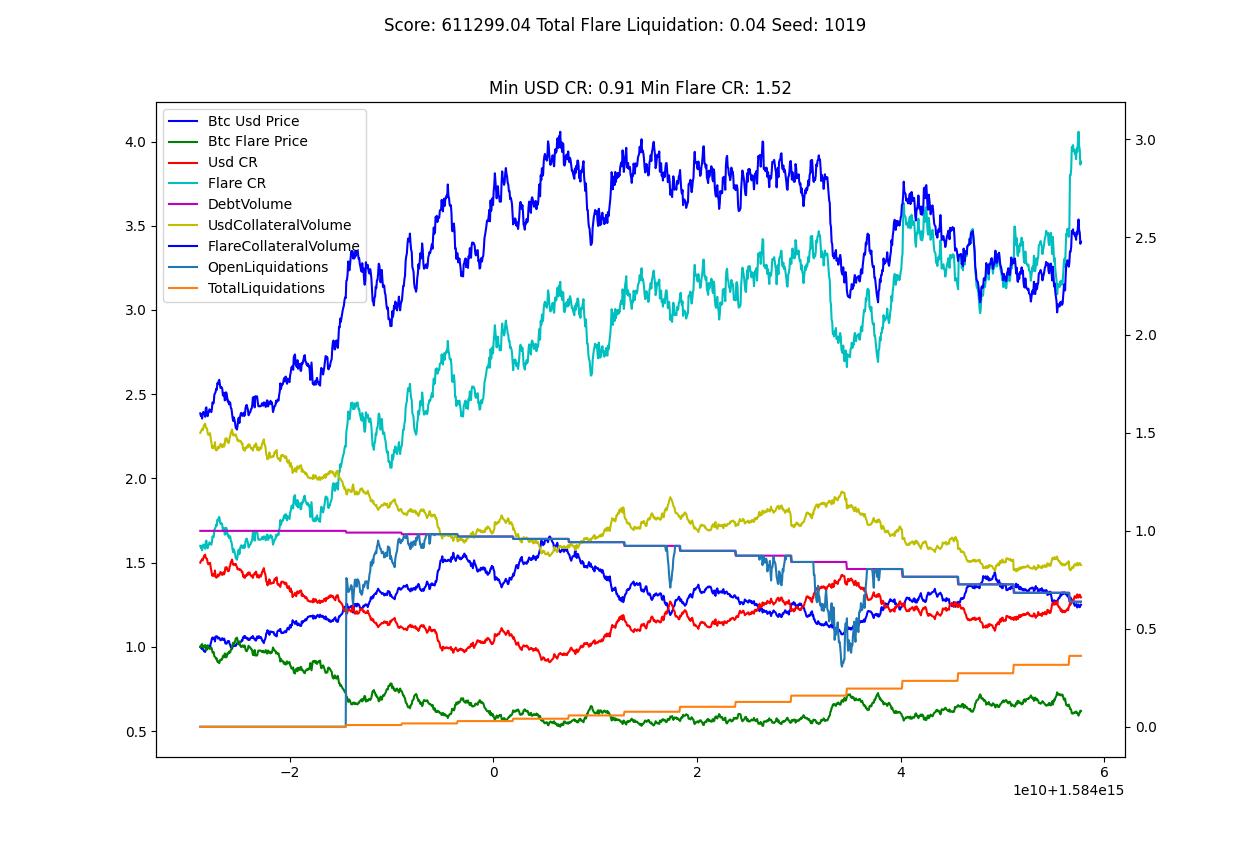 Score: 611299.04 Total Flare Liquidation: 0.04 Seed: 1019
Min USD CR: 0.91 Min Flare CR: 1.52
Btc Usd Price
Btc Flare Price
Usd CR
Flare CR
DebtVolume
UsdCollateralVolume
FlareCollateralVolume
OpenLiquidations
TotalLiquidations
4.0
3.5
3.0
2.5
2.0
1.5
1.0
0.5
3.0
2.5
2.0
1.5
1.0
0.5
0.0
−2 0 2 4 6
1e10+1.584e15